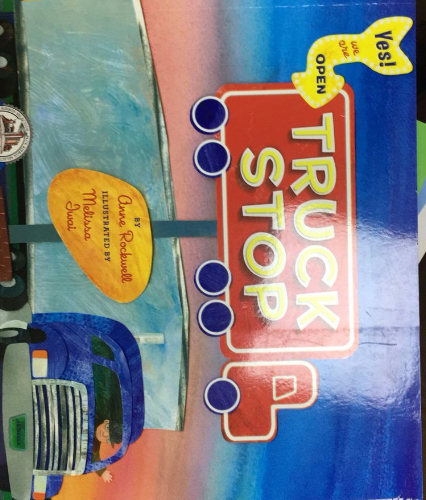 Yes!
we
are
OPEN
TRUCK
STOP
BY
Anne Rockwell
ILLUSTRATED BY
Melissa
Iwai